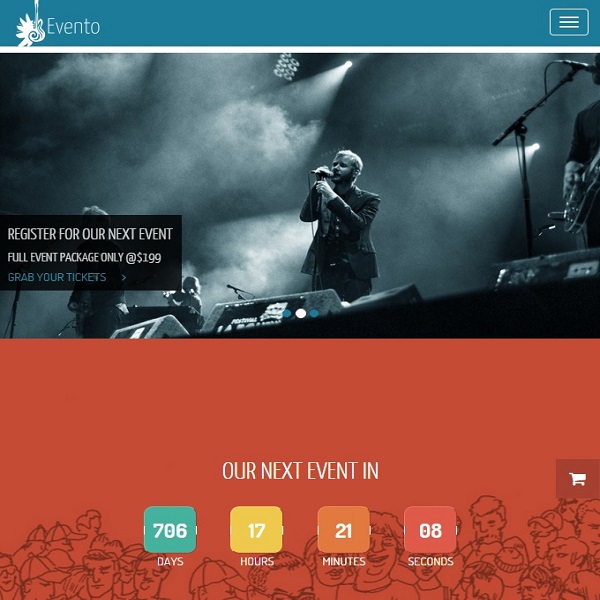 Evento
REGISTER FOR OUR NEXT EVENT
FULL EVENT PACKAGE ONLY @$199
GRAB YOUR TICKETS >
OUR NEXT EVENT IN
706 17 21 08
DAYS HOURS MINUTES SECONDS